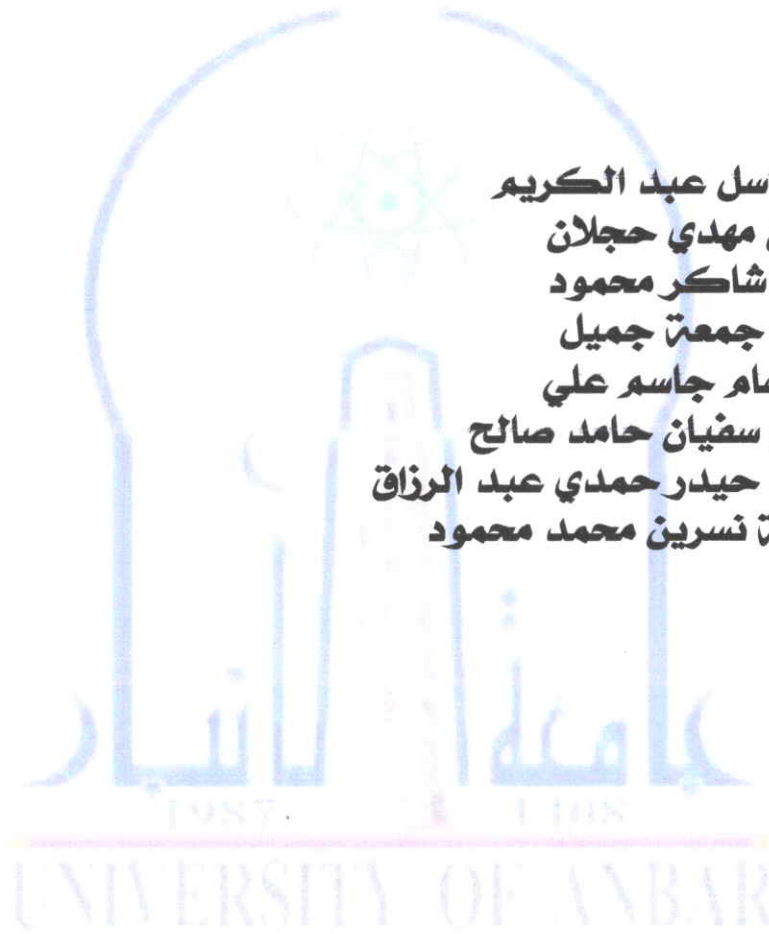 عبد الكريم
مهدي حجلان
شاكر محمود
جمعة جميل
جاسم علي
سفيان حامد صالح
حيدر حمدي عبد الرزاق
نسرين محمد محمود
جامعة الانبار
1987 1408
UNIVERSITY OF ANBAR